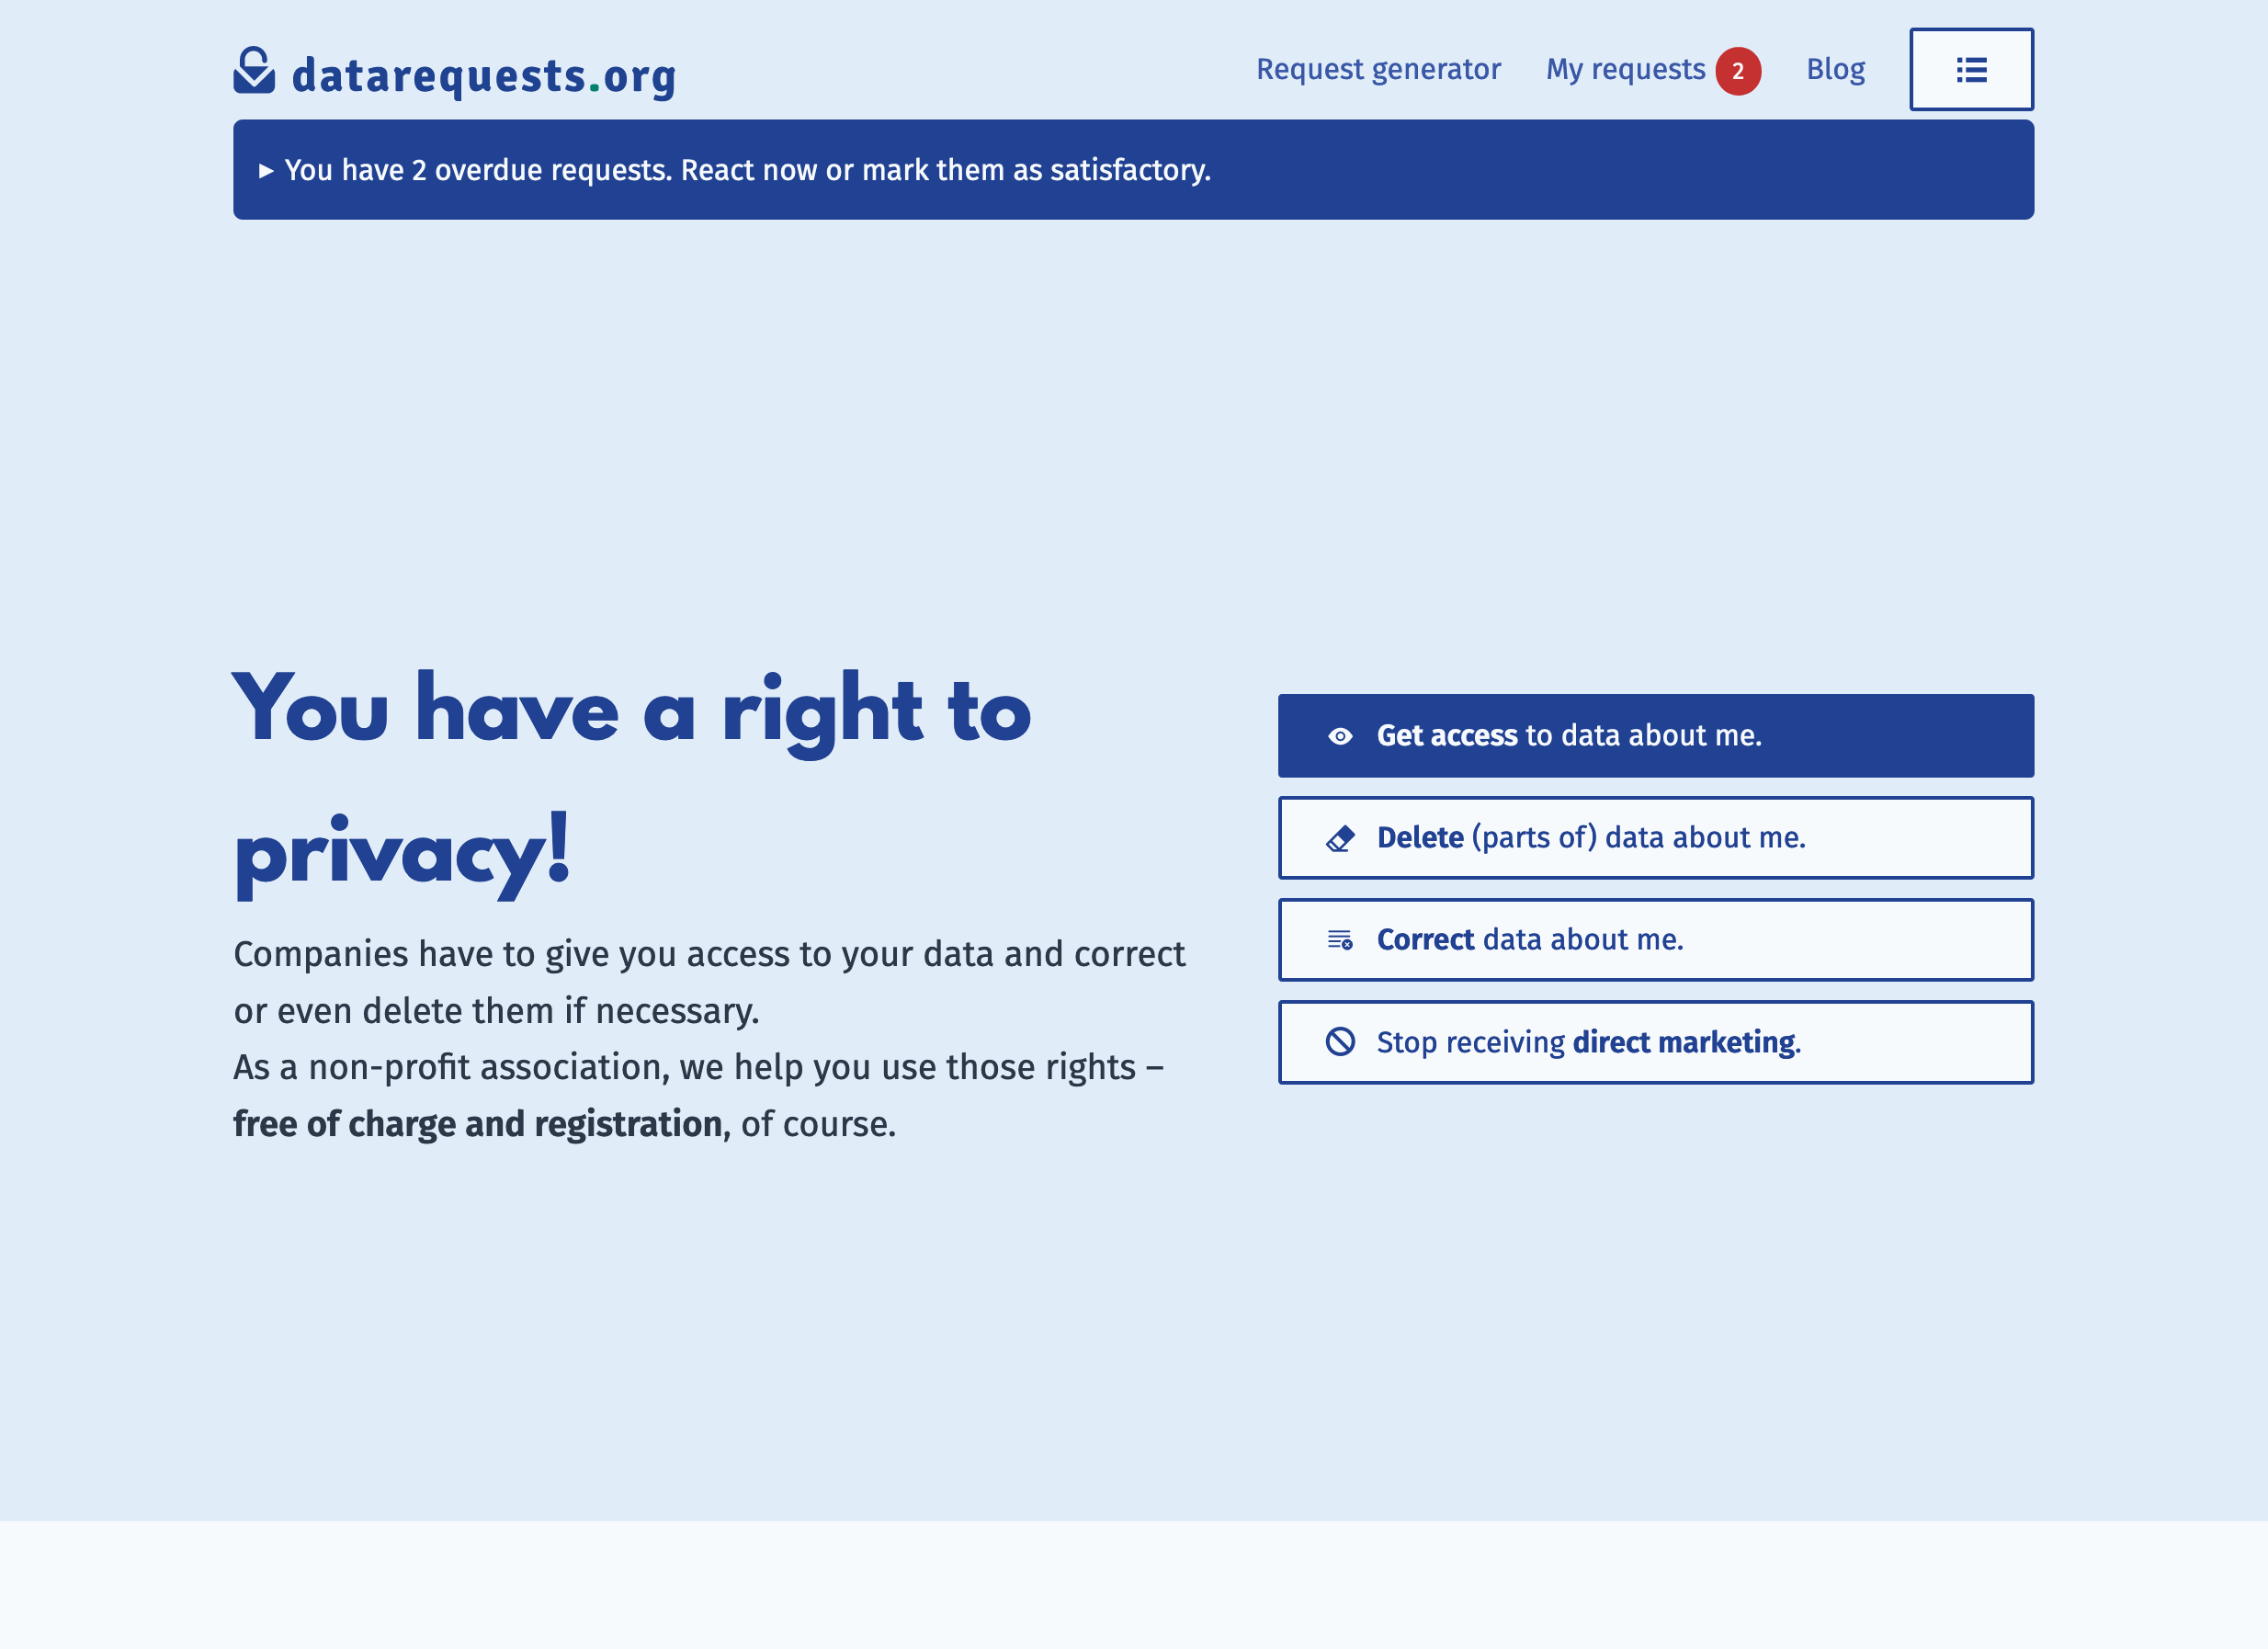 datarequests.org
Request generator
My requests 2
Blog
You have 2 overdue requests. React now or mark them as satisfactory.
You have a right to
privacy!
Companies have to give you access to your data and correct
or even delete them if necessary.
As a non-profit association, we help you use those rights –
free of charge and registration, of course.
Get access to data about me.
Delete (parts of) data about me.
Correct data about me.
Stop receiving direct marketing.